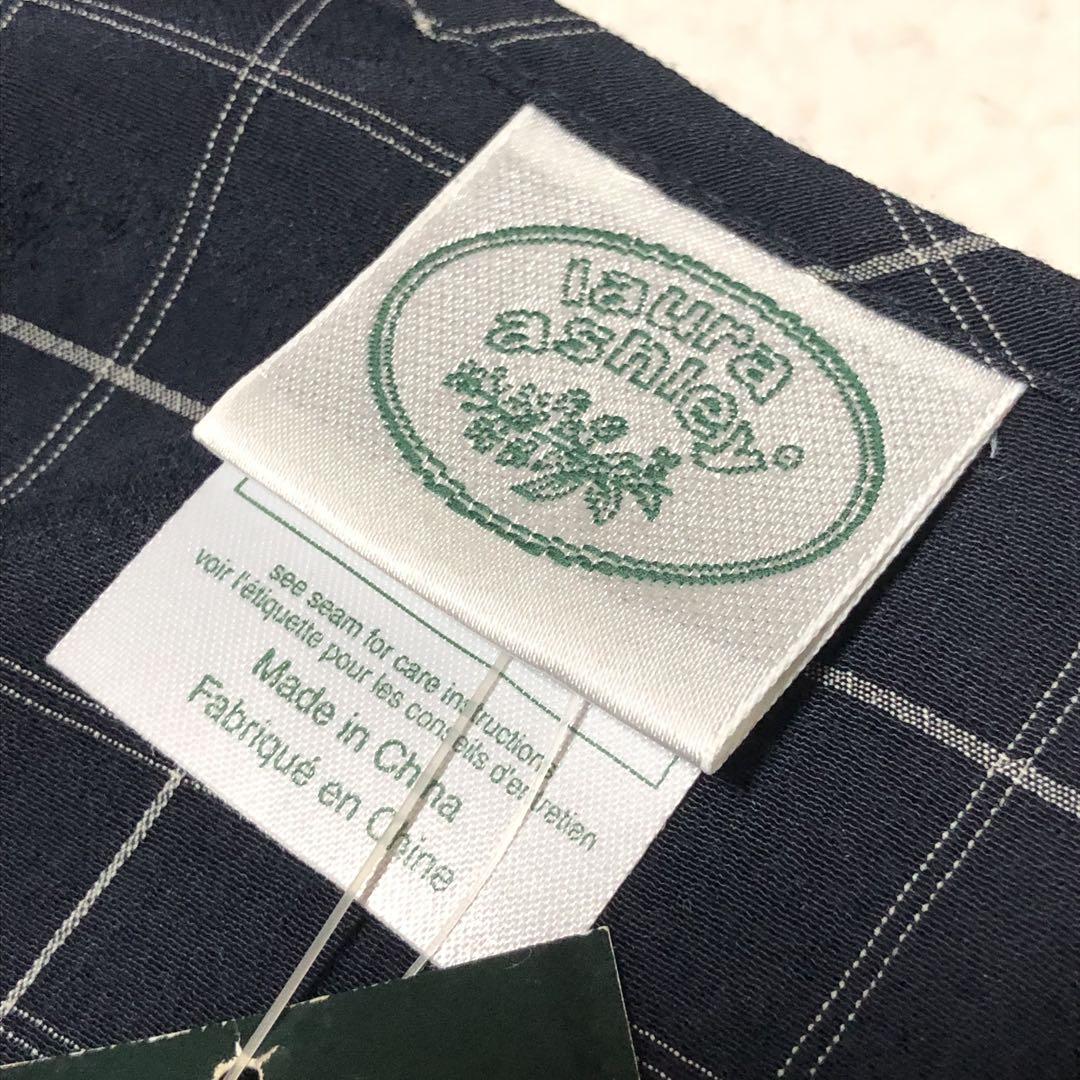 laura
ashley®
see seam for care instructions
voir l'étiquette pour les conseils d'entretien
Made in China
Fabriqué en Chine